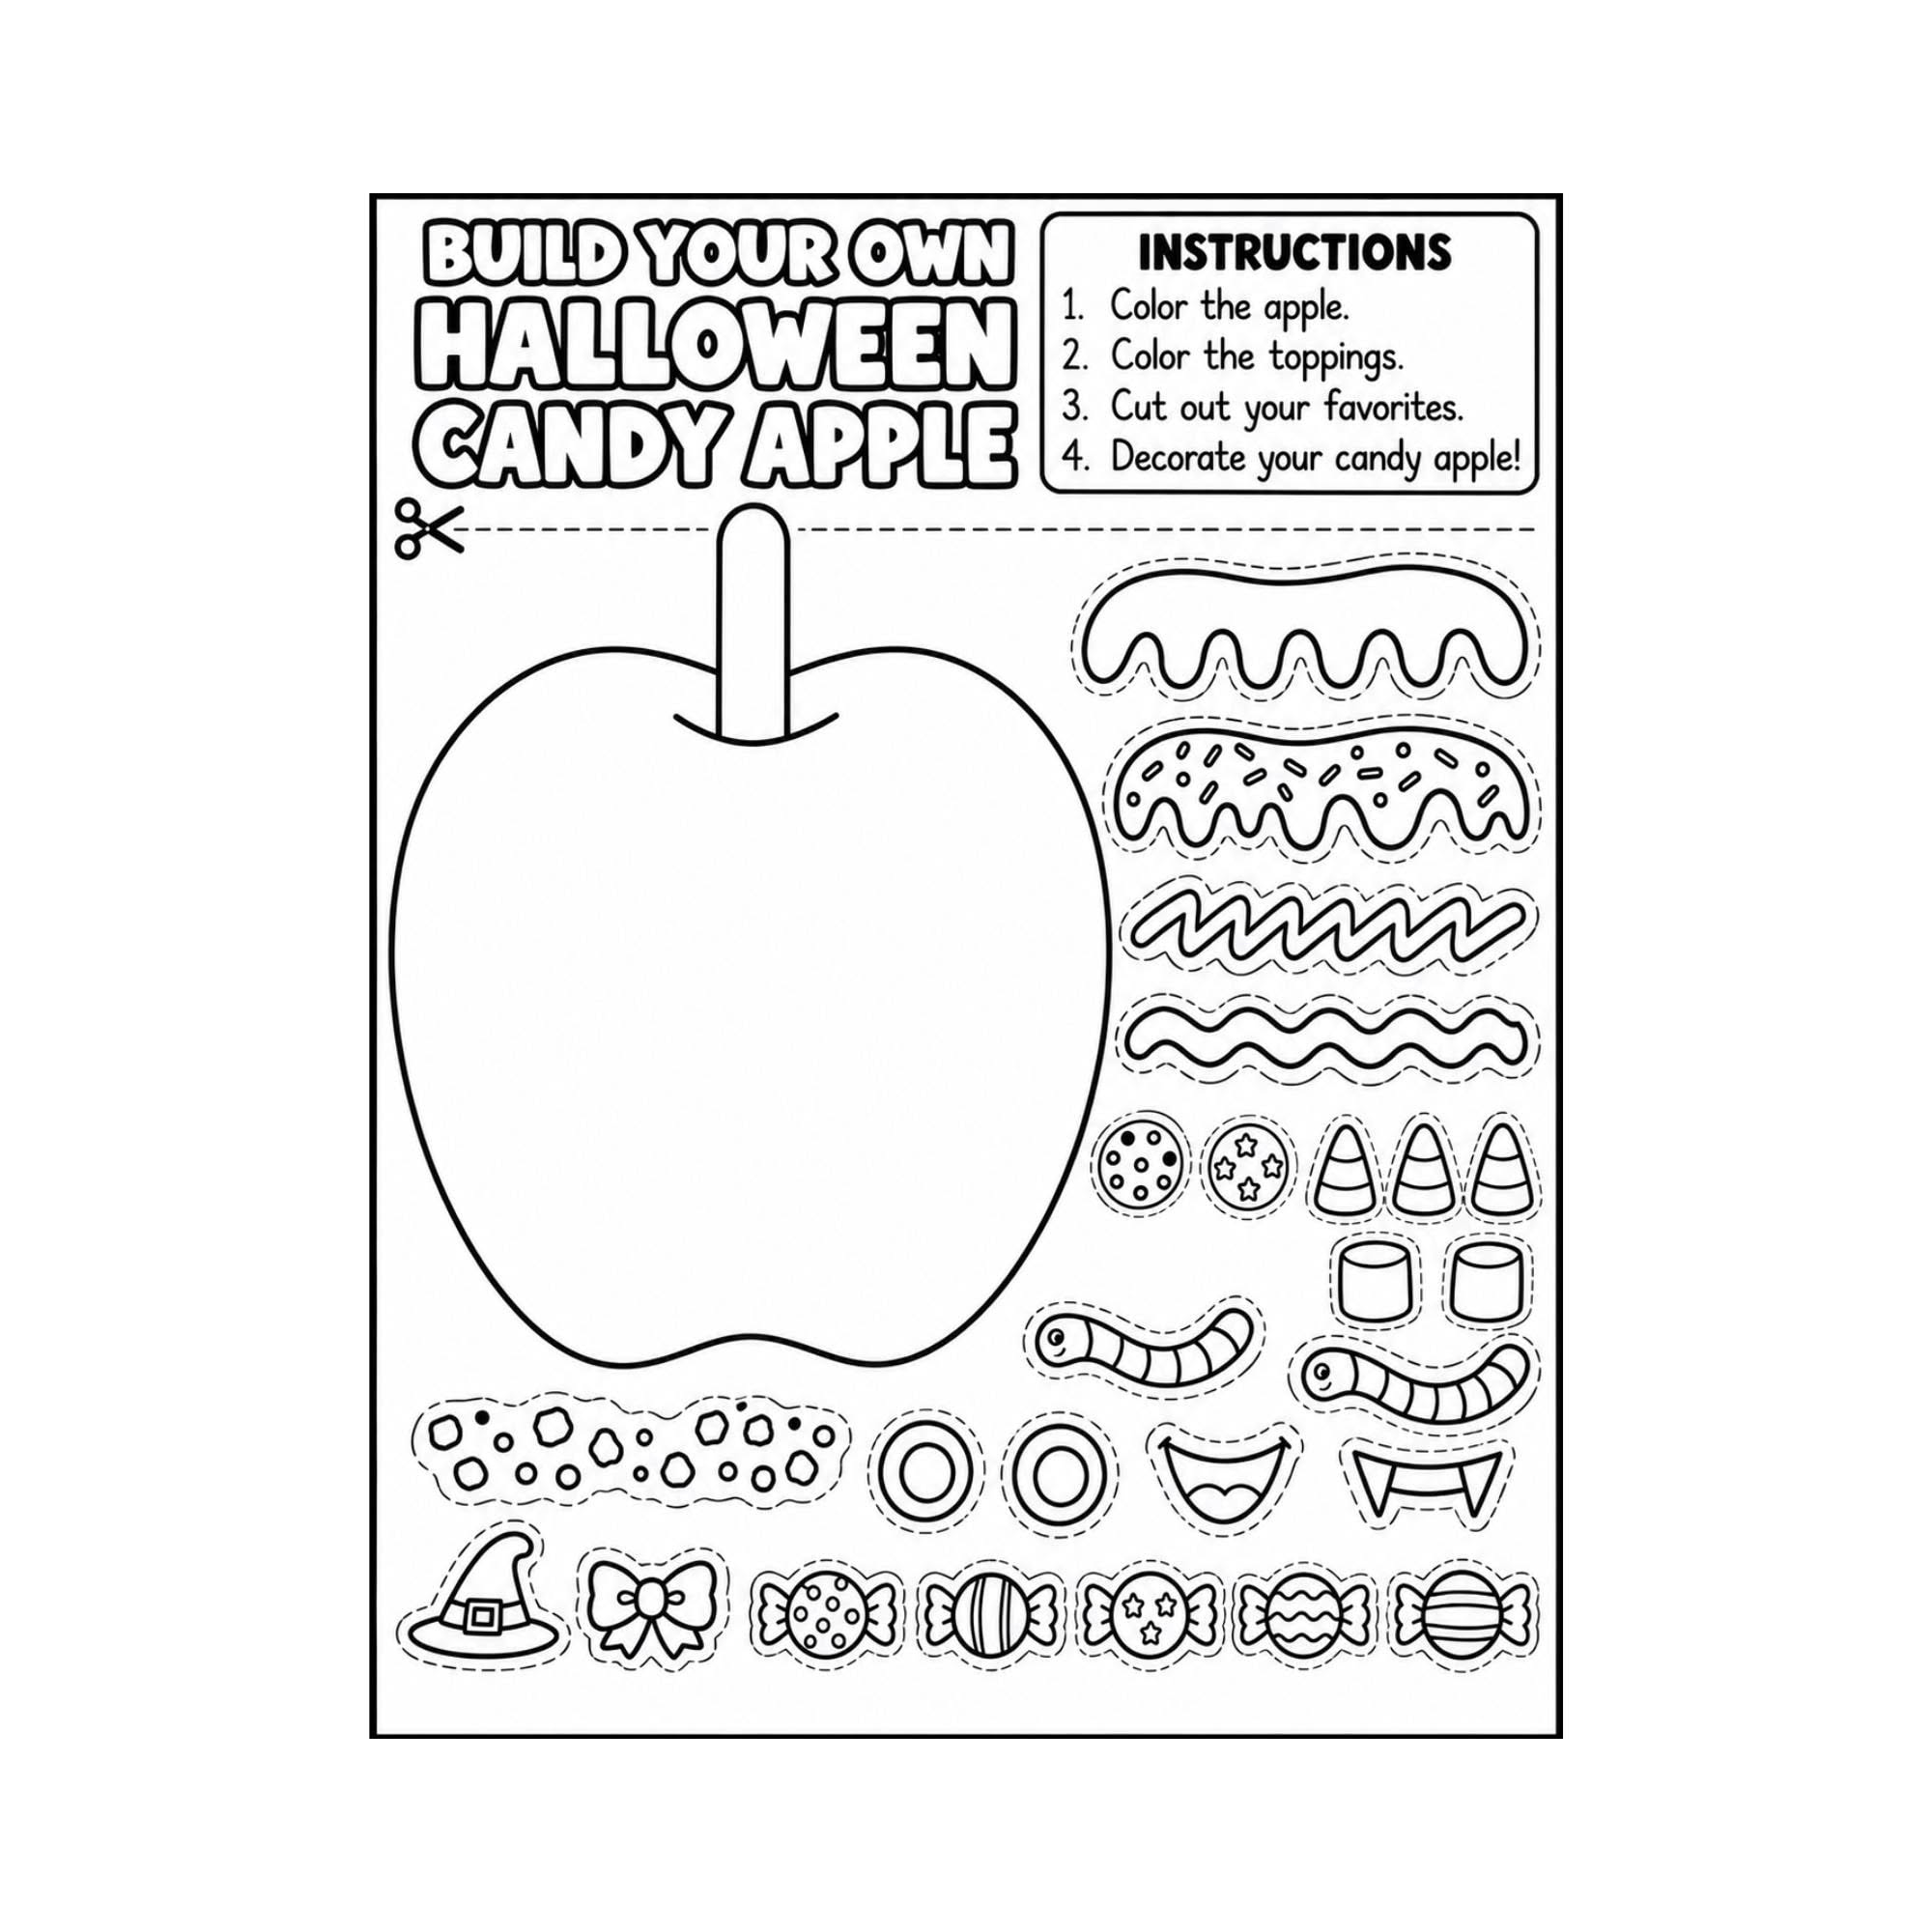 BUILD YOUR OWN
HALLOWEEN
CANDY APPLE
INSTRUCTIONS
1. Color the apple.
2. Color the toppings.
3. Cut out your favorites.
4. Decorate your candy apple!